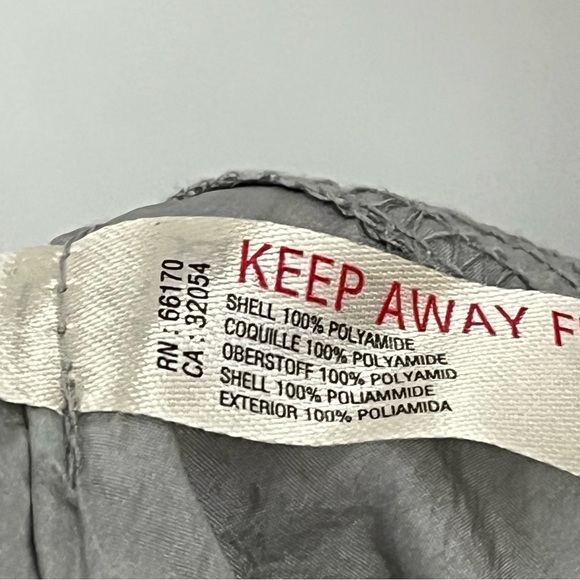 RN : 66170
CA : 32054
KEEP AWAY F
SHELL 100% POLYAMIDE
COQUILLE 100% POLYAMIDE
OBERSTOFF 100% POLYAMID
SHELL 100% POLIAMMIDE
EXTERIOR 100% POLIAMIDA